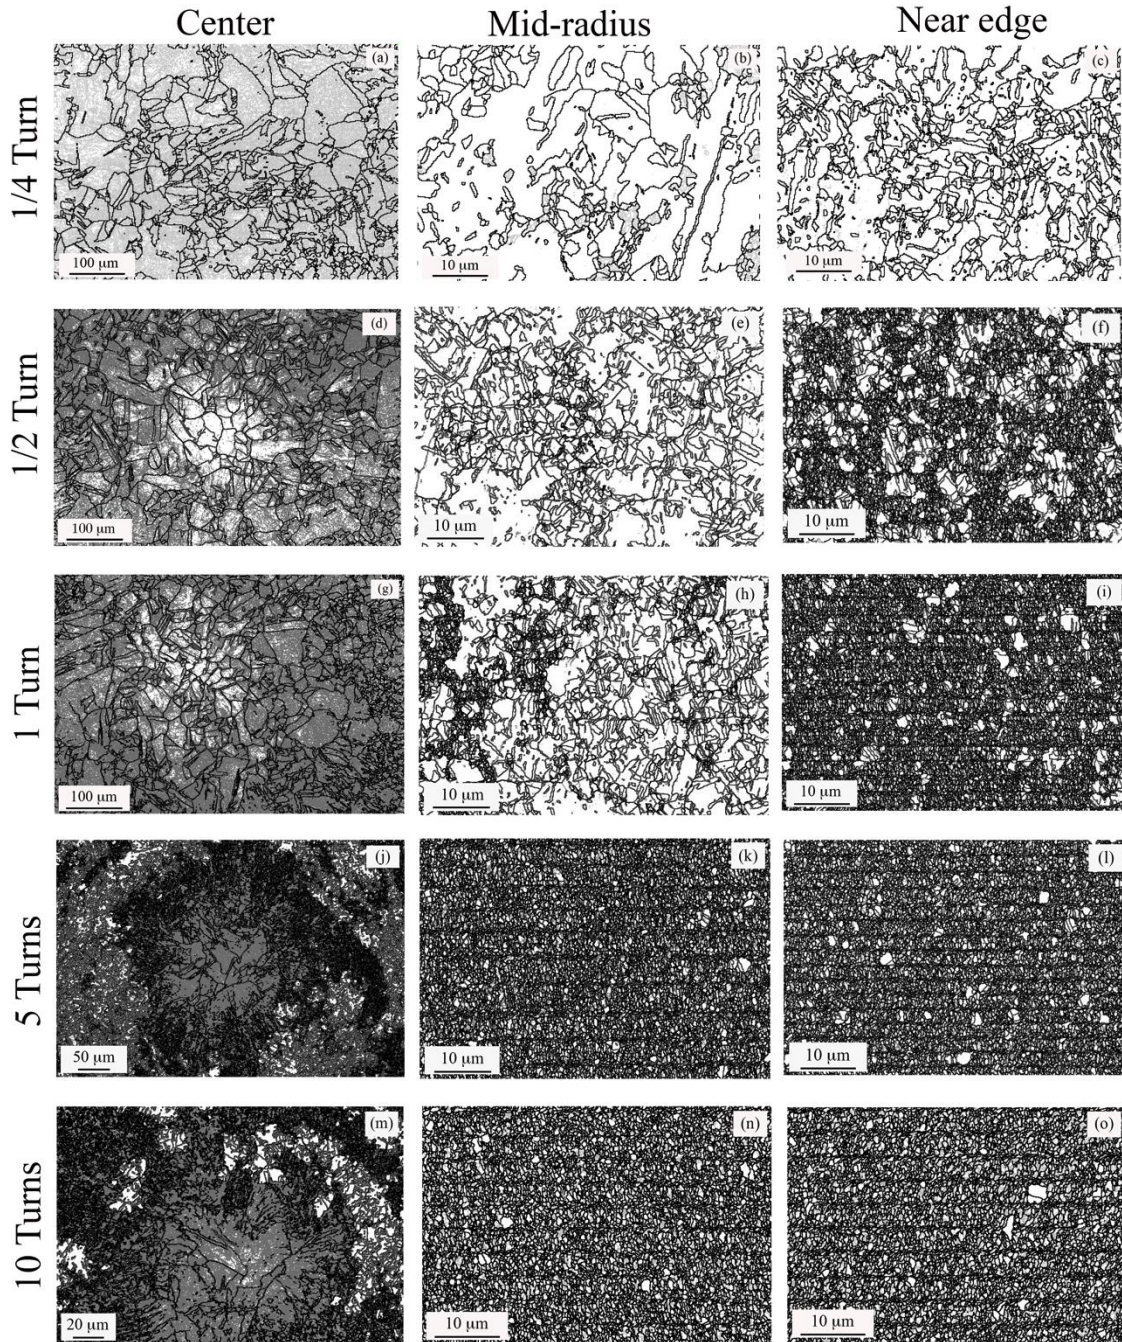 Center Mid-radius Near edge
1/4 Turn
(a) (b) (c)
100 μm 10 μm 10 μm
1/2 Turn
(d) (e) (f)
100 μm 10 μm 10 μm
1 Turn
(g) (h) (i)
100 μm 10 μm 10 μm
5 Turns
(j) (k) (l)
50 μm 10 μm 10 μm
10 Turns
(m) (n) (o)
20 μm 10 μm 10 μm